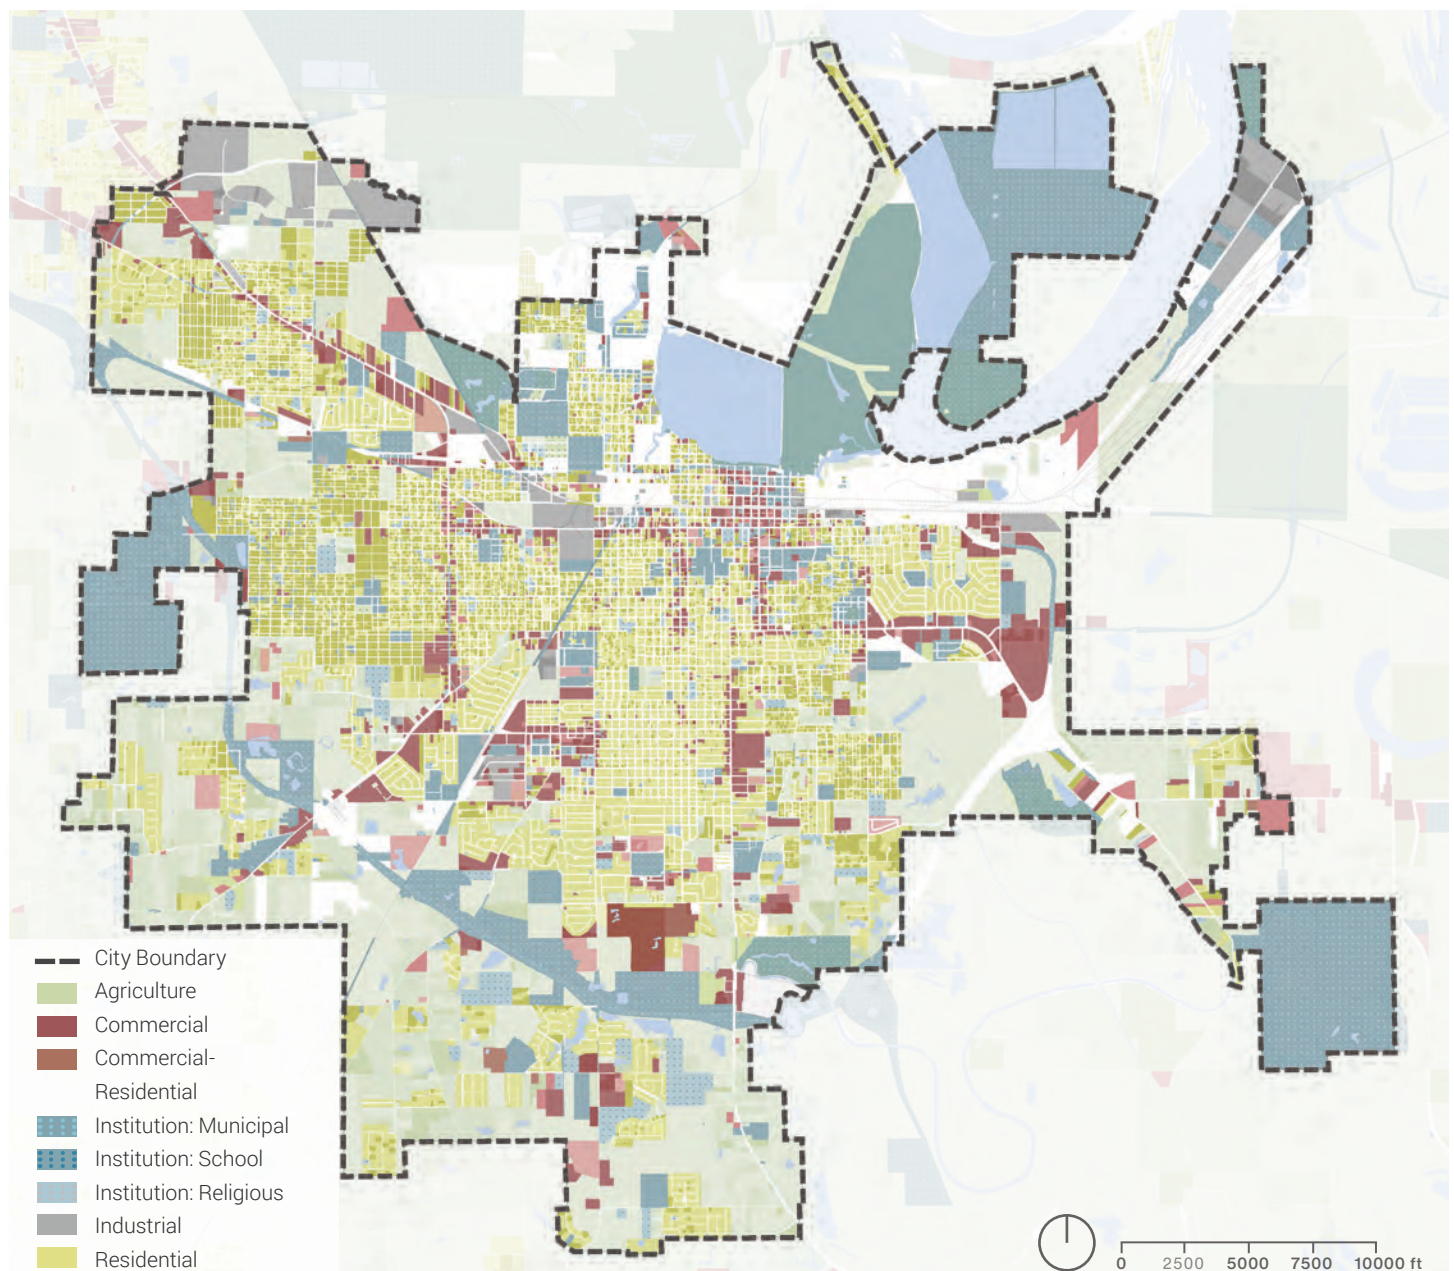 City Boundary
Agriculture
Commercial
Commercial-
Residential
Institution: Municipal
Institution: School
Institution: Religious
Industrial
Residential
0 2500 5000 7500 10000 ft